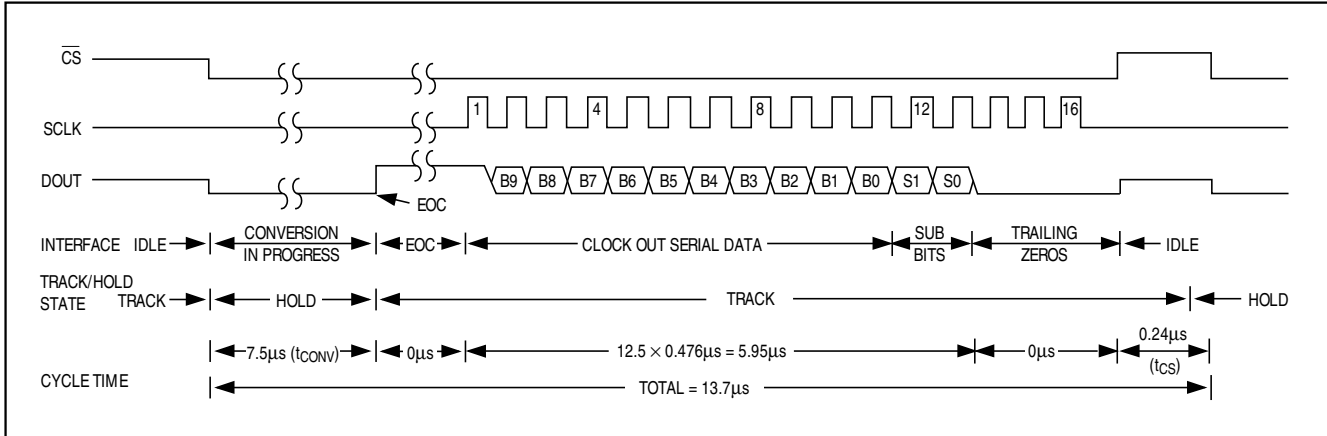 CS
SCLK
1 4 8 12 16
DOUT
B9 B8 B7 B6 B5 B4 B3 B2 B1 B0 S1 S0
EOC
INTERFACE IDLE CONVERSION IN PROGRESS EOC CLOCK OUT SERIAL DATA SUB BITS TRAILING ZEROS IDLE
TRACK/HOLD
STATE TRACK HOLD TRACK HOLD
7.5µs (tCONV) 0µs 12.5 × 0.476µs = 5.95µs 0µs 0.24µs (tCS)
CYCLE TIME
TOTAL = 13.7µs